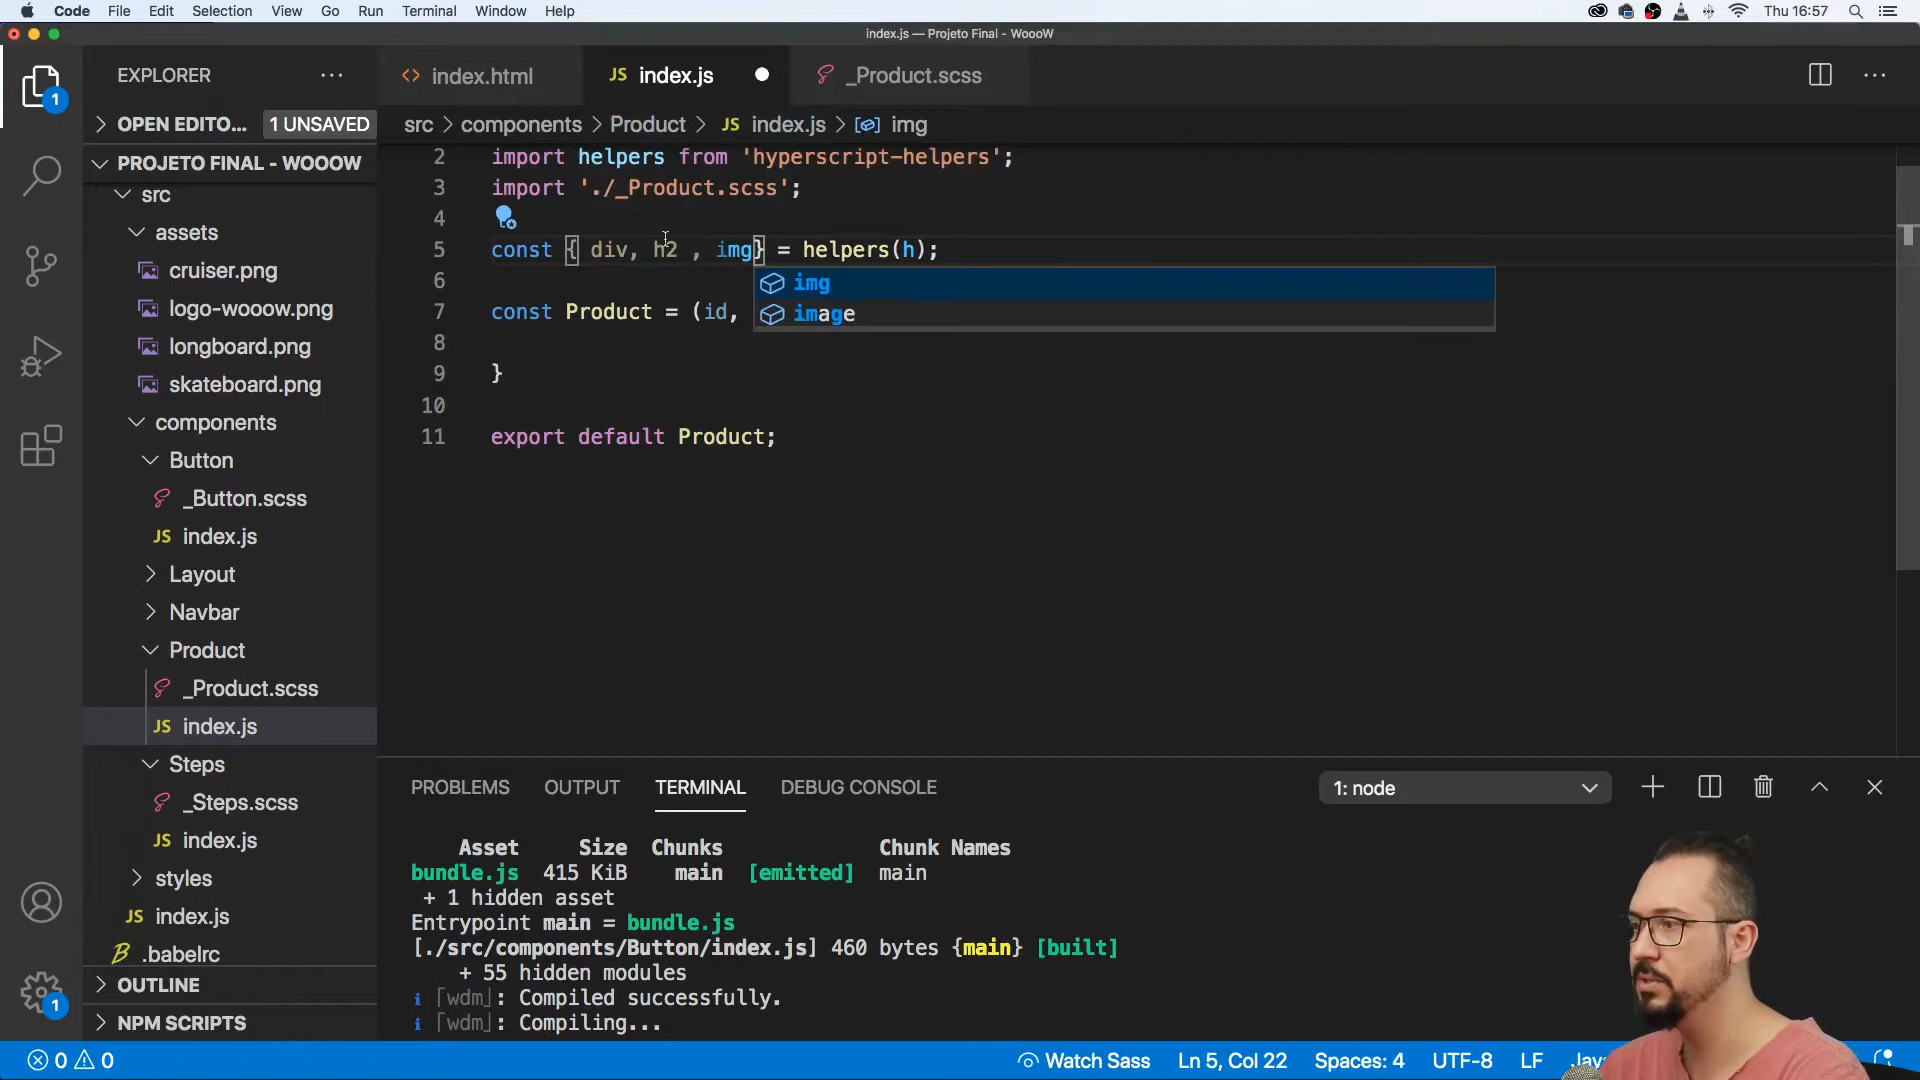 Code File Edit Selection View Go Run Terminal Window Help Thu 16:57
index.js — Projeto Final - WoooW
EXPLORER ...
OPEN EDITO... 1 UNSAVED
PROJETO FINAL - WOOOW
src
assets
cruiser.png
logo-wooow.png
longboard.png
skateboard.png
components
Button
_Button.scss
JS index.js
Layout
Navbar
Product
_Product.scss
JS index.js
Steps
_Steps.scss
JS index.js
styles
JS index.js
.babelrc
OUTLINE
NPM SCRIPTS
1
1
<> index.html JS index.js _Product.scss ...
src > components > Product > JS index.js > img
2 import helpers from 'hyperscript-helpers';
3 import './_Product.scss';
4
5 const { div, h2 , img} = helpers(h);
6
img
image
7 const Product = (id,
8
9 }
10
11 export default Product;
PROBLEMS OUTPUT TERMINAL DEBUG CONSOLE 1: node
Asset Size Chunks Chunk Names
bundle.js 415 KiB main [emitted] main
+ 1 hidden asset
Entrypoint main = bundle.js
[./src/components/Button/index.js] 460 bytes {main} [built]
+ 55 hidden modules
i ｢wdm｣: Compiled successfully.
i ｢wdm｣: Compiling...
0 0 Watch Sass Ln 5, Col 22 Spaces: 4 UTF-8 LF